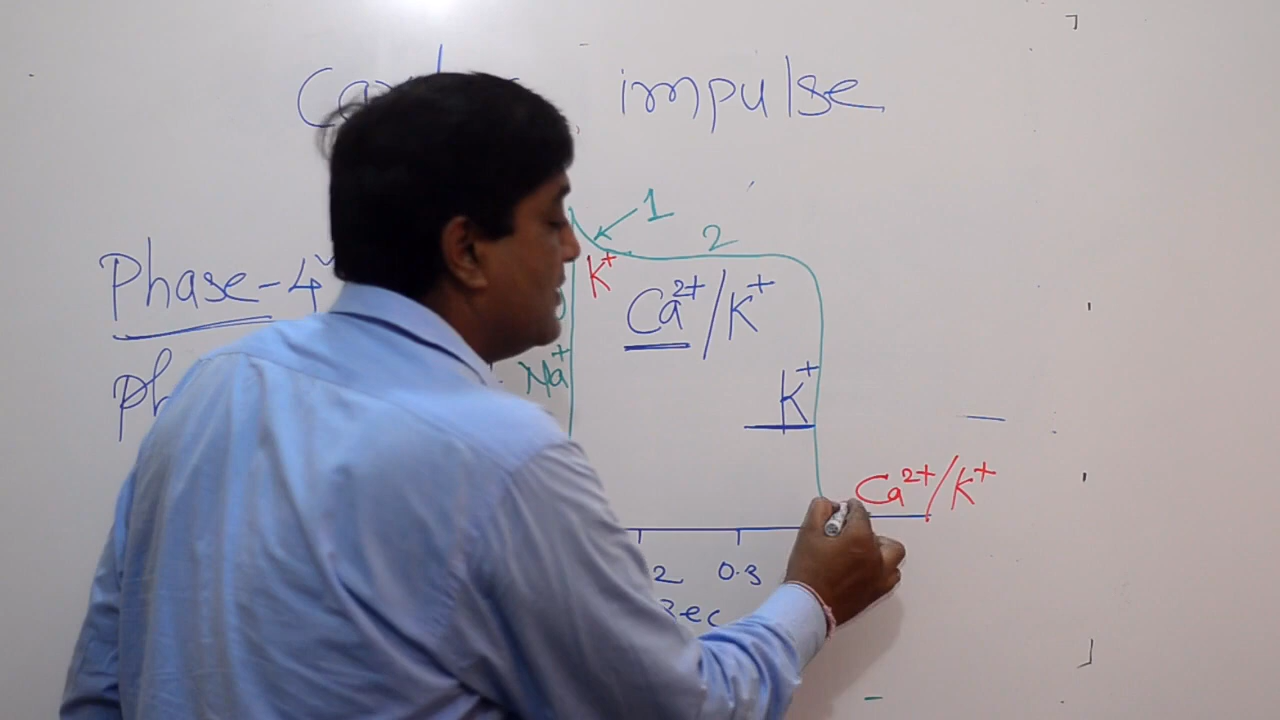 impulse
1
2
Phase-4
K+
Ca2+/K+
Na+
K+
Ca2+/K+
2 0.3
Sec